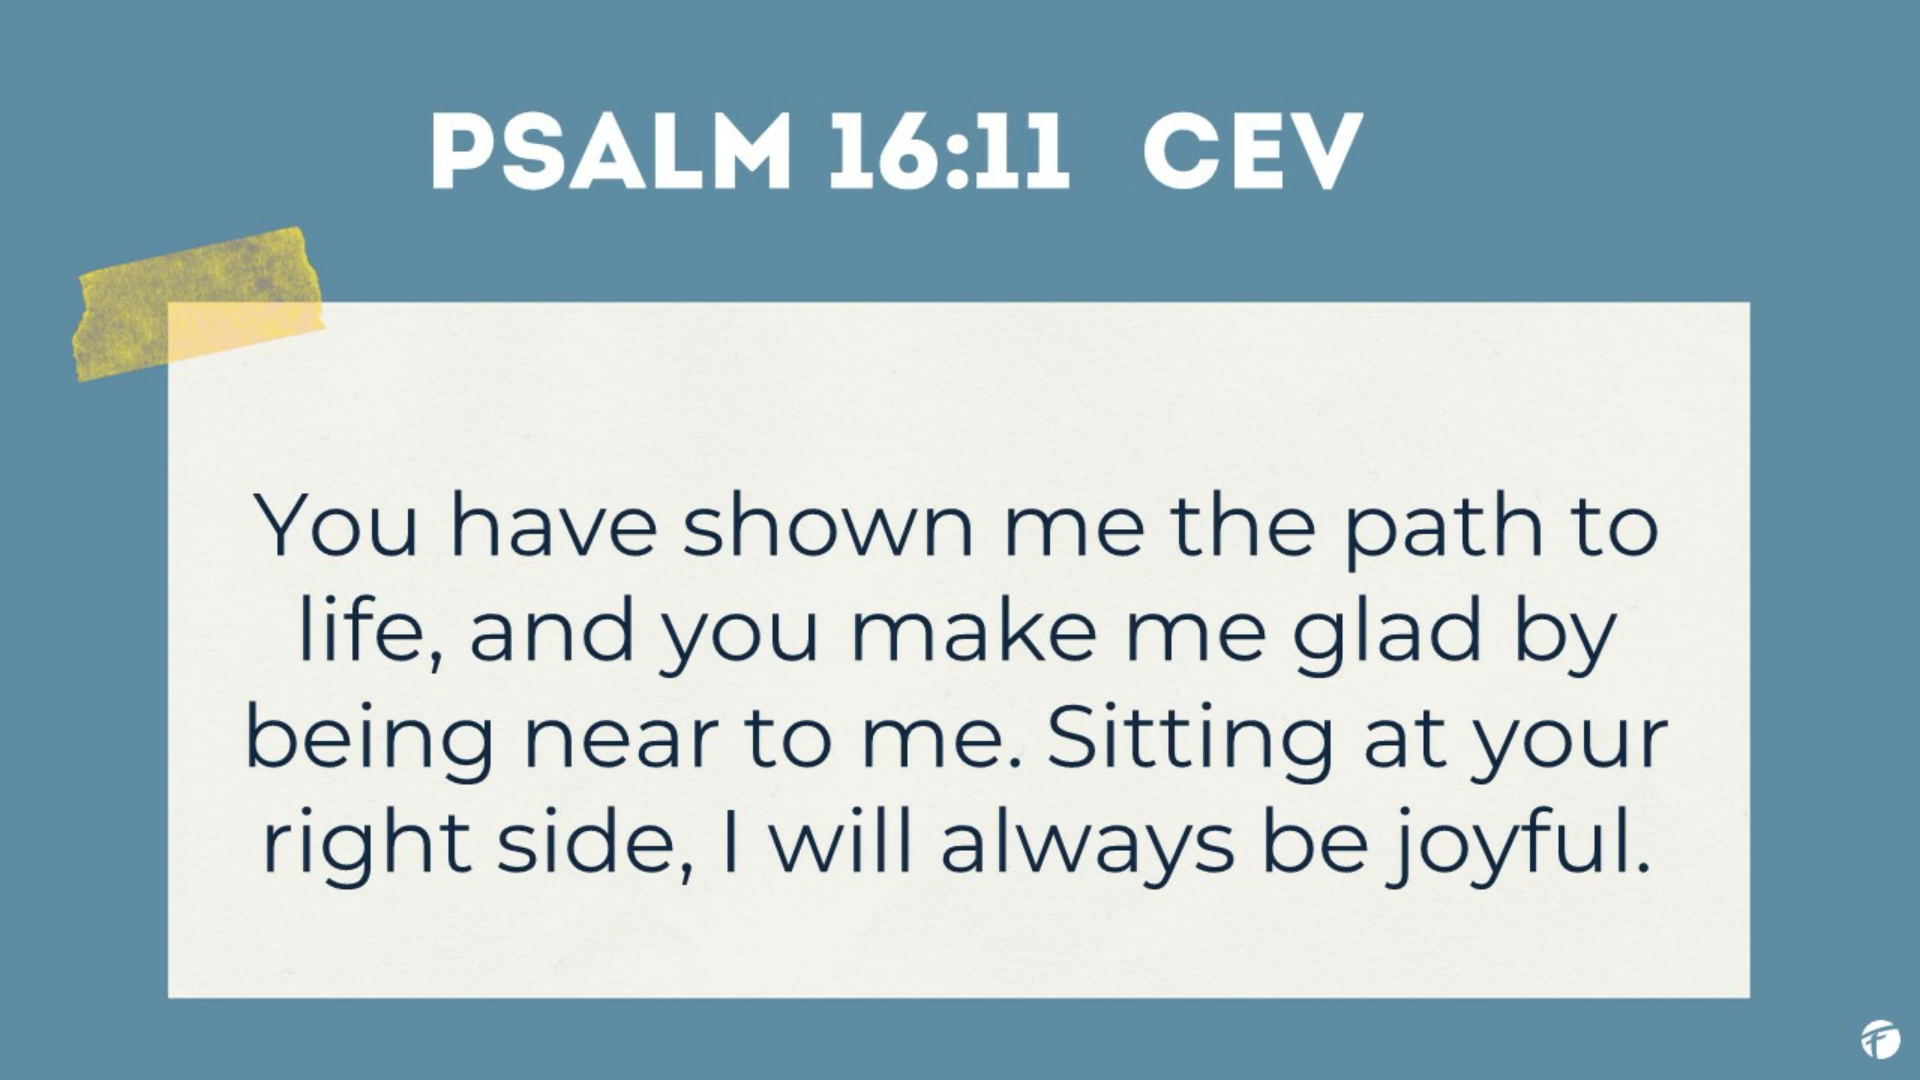 PSALM 16:11 CEV
You have shown me the path to
life, and you make me glad by
being near to me. Sitting at your
right side, I will always be joyful.